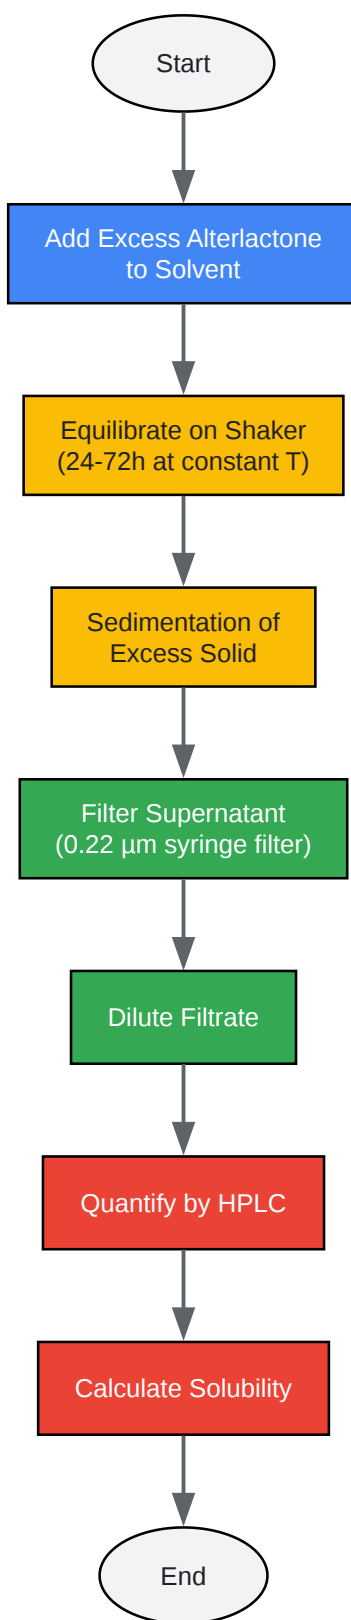 Start
Add Excess Alterlactone
to Solvent
Equilibrate on Shaker
(24-72h at constant T)
Sedimentation of
Excess Solid
Filter Supernatant
(0.22 µm syringe filter)
Dilute Filtrate
Quantify by HPLC
Calculate Solubility
End